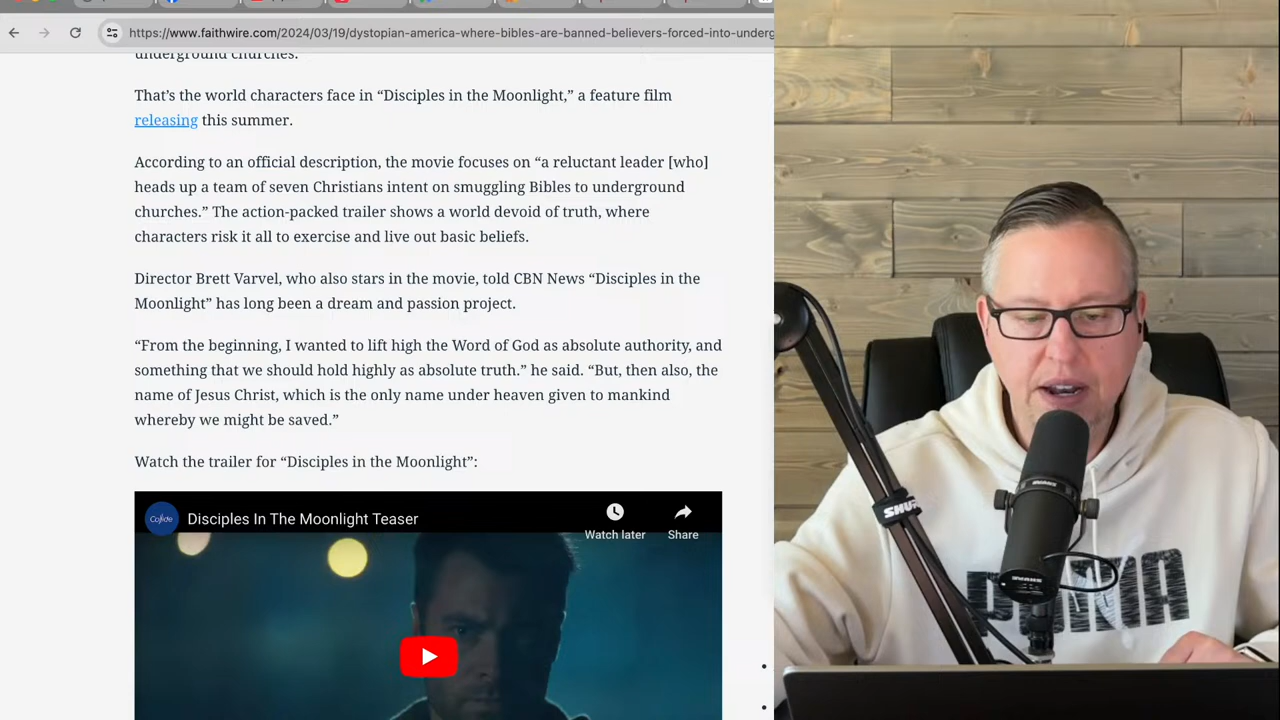 https://www.faithwire.com/2024/03/19/dystopian-america-where-bibles-are-banned-believers-forced-into-underg
underground churches.
That’s the world characters face in “Disciples in the Moonlight,” a feature film
releasing this summer.
According to an official description, the movie focuses on “a reluctant leader [who]
heads up a team of seven Christians intent on smuggling Bibles to underground
churches.” The action-packed trailer shows a world devoid of truth, where
characters risk it all to exercise and live out basic beliefs.
Director Brett Varvel, who also stars in the movie, told CBN News “Disciples in the
Moonlight” has long been a dream and passion project.
“From the beginning, I wanted to lift high the Word of God as absolute authority, and
something that we should hold highly as absolute truth.” he said. “But, then also, the
name of Jesus Christ, which is the only name under heaven given to mankind
whereby we might be saved.”
Watch the trailer for “Disciples in the Moonlight”:
Collide
Disciples In The Moonlight Teaser
Watch later
Share
SHURE
SHURE
PUMA